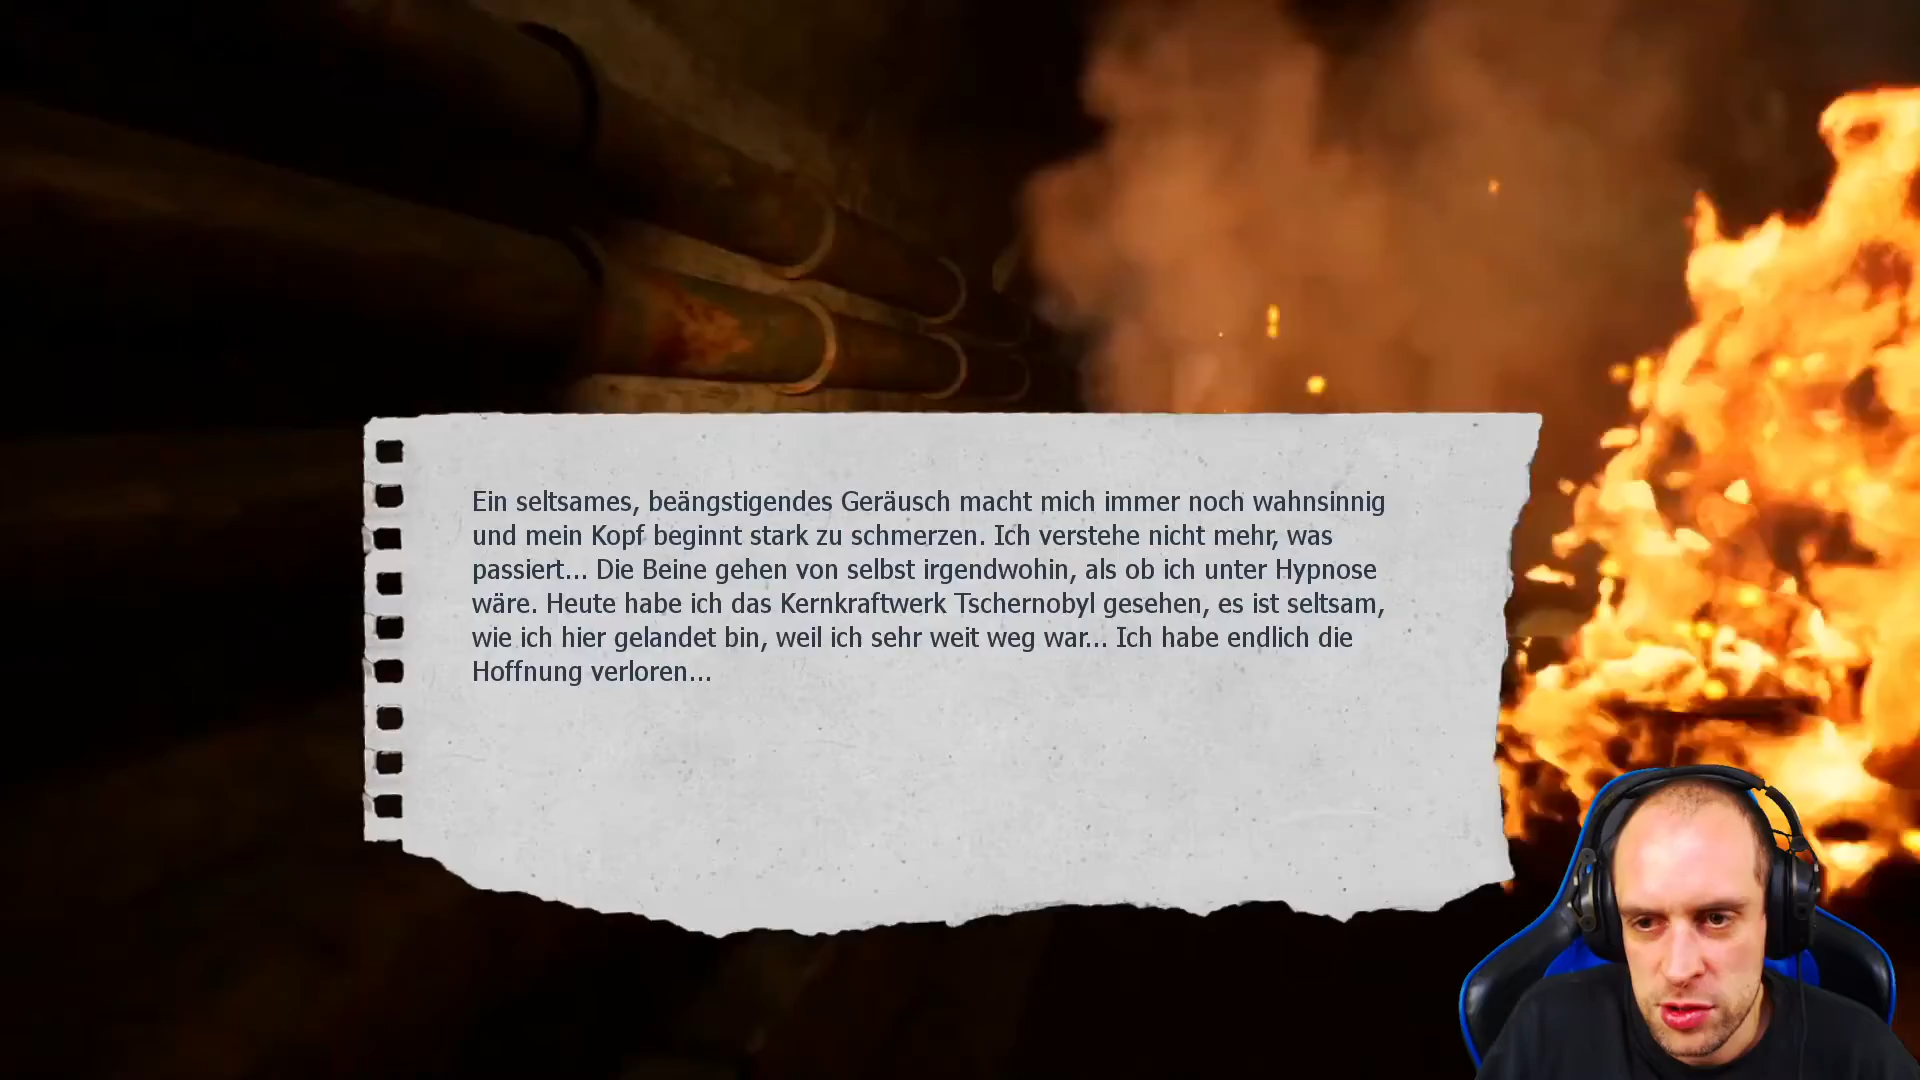 Ein seltsames, beängstigendes Geräusch macht mich immer noch wahnsinnig
und mein Kopf beginnt stark zu schmerzen. Ich verstehe nicht mehr, was
passiert... Die Beine gehen von selbst irgendwohin, als ob ich unter Hypnose
wäre. Heute habe ich das Kernkraftwerk Tschernobyl gesehen, es ist seltsam,
wie ich hier gelandet bin, weil ich sehr weit weg war... Ich habe endlich die
Hoffnung verloren...